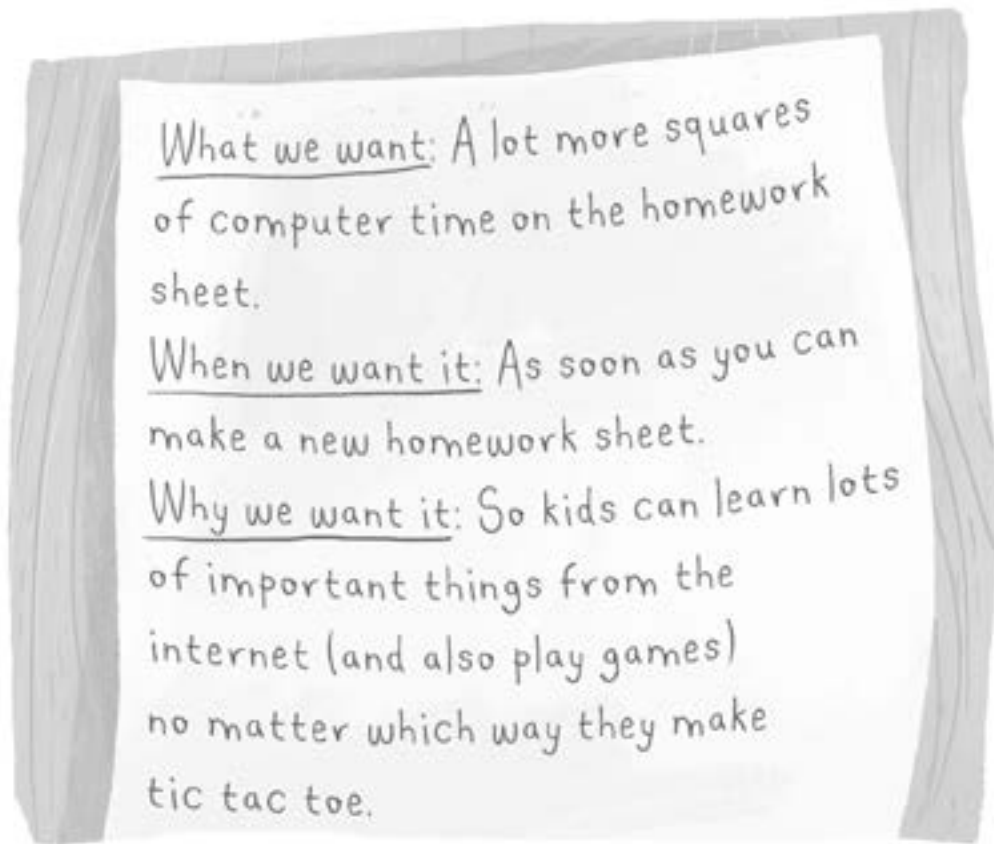 What we want: A lot more squares
of computer time on the homework
sheet.
When we want it: As soon as you can
make a new homework sheet.
Why we want it: So kids can learn lots
of important things from the
internet (and also play games)
no matter which way they make
tic tac toe.